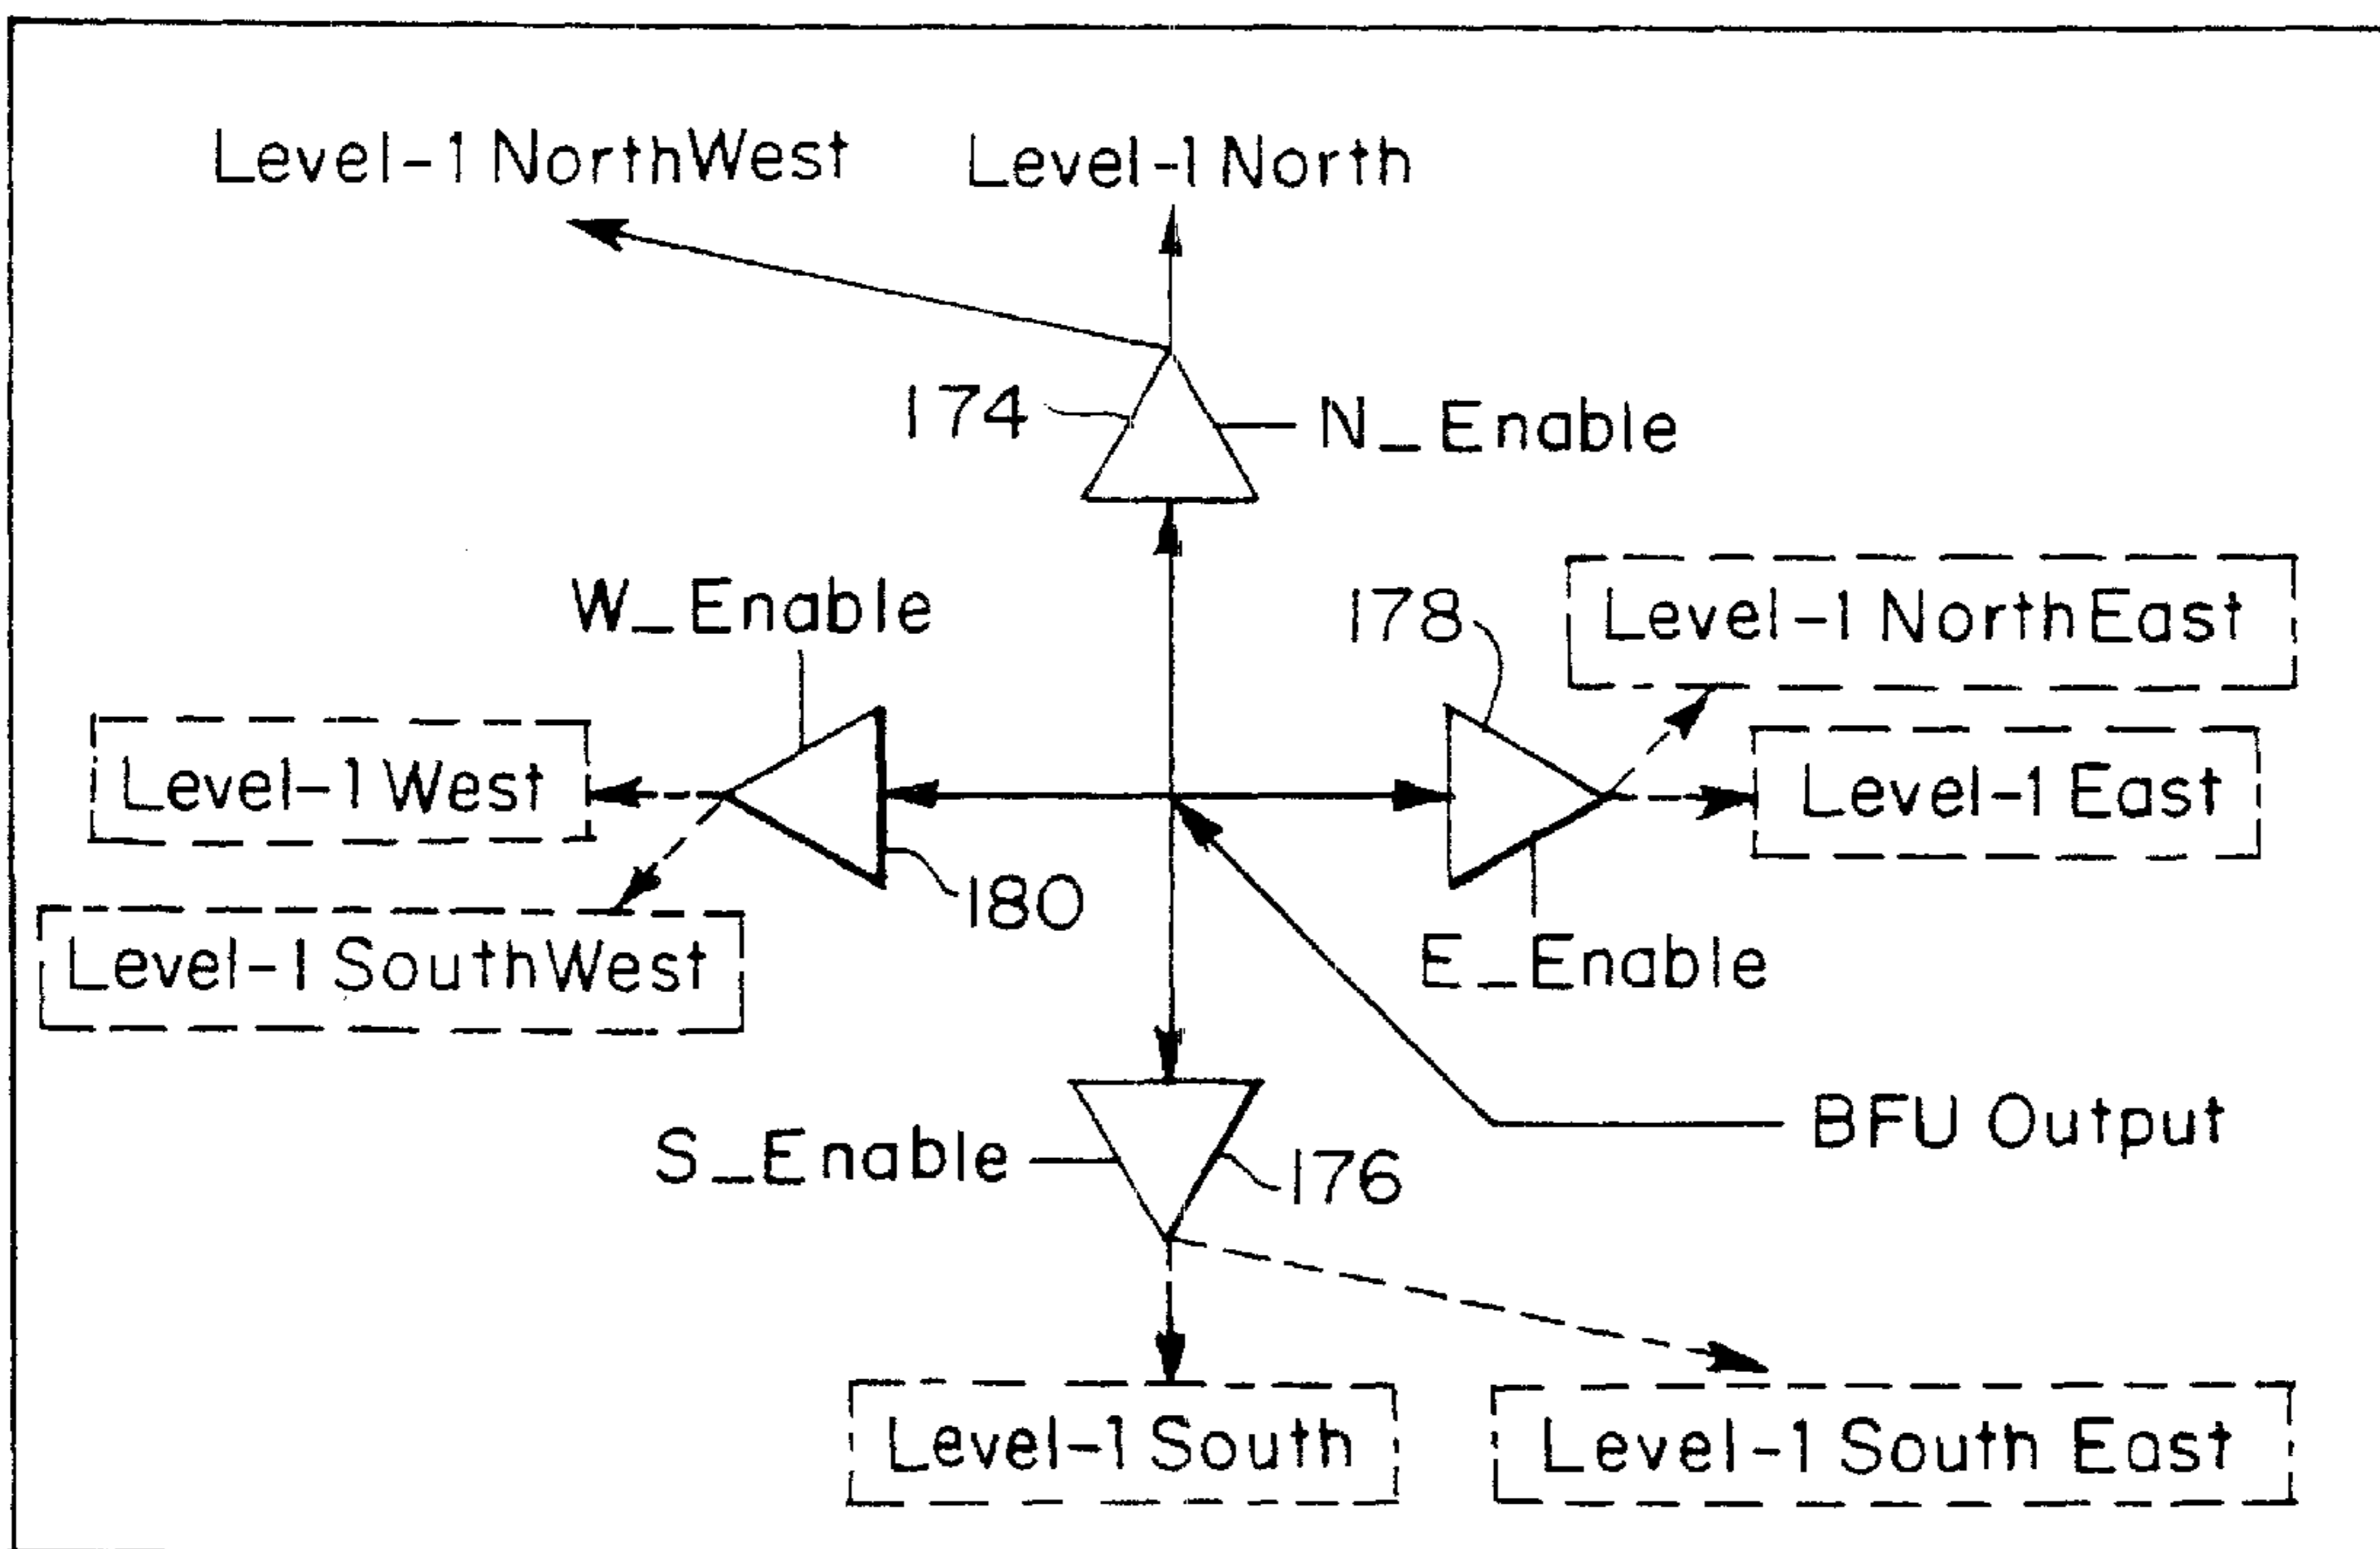 Level-1 NorthWest
Level-1 North
174
N_Enable
W_Enable
178
Level-1 NorthEast
Level-1 West
Level-1 East
180
Level-1 SouthWest
E_Enable
BFU Output
S_Enable
176
Level-1 South
Level-1 South East